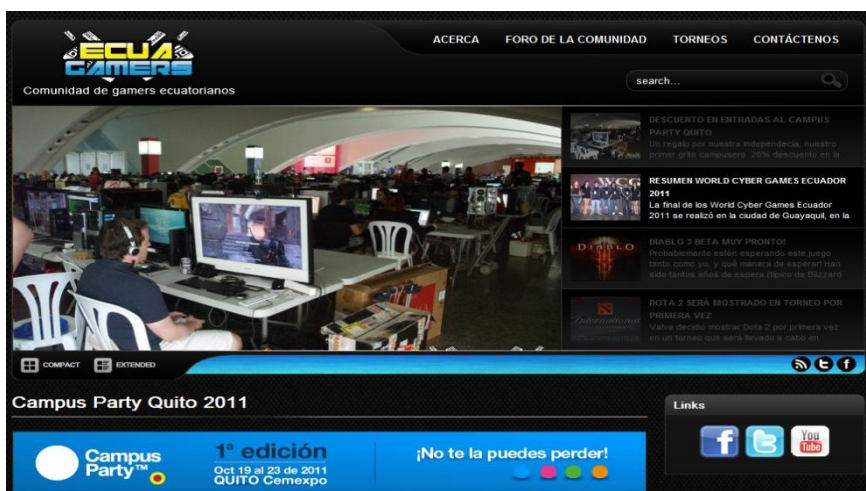 ECUA
GAMERS
Comunidad de gamers ecuatorianos
ACERCA FORO DE LA COMUNIDAD TORNEOS CONTÁCTENOS
search...
DESCUENTO EN ENTRADAS AL CAMPUS
PARTY QUITO
Un regalo por nuestra independecia, nuestro
primer grito campusero. 20% descuento en la
RESUMEN WORLD CYBER GAMES ECUADOR
2011
La final de los World Cyber Games Ecuador
2011 se realizó en la ciudad de Guayaquil, en la
DIABLO
DIABLO 3 BETA MUY PRONTO!
Probablemente estén esperando este juego
tanto como yo, y qué manera de esperar! Han
sido tantos años de espera (típico de Blizzard
International
DOTA 2 SERÁ MOSTRADO EN TORNEO POR
PRIMERA VEZ
Valve decidió mostrar Dota 2 por primera vez
en un torneo que será llevado a cabo en
COMPACT EXTENDED
Campus Party Quito 2011
Links
Campus
Party™
1ª edición
Oct 19 al 23 de 2011
QUITO Cemexpo
¡No te la puedes perder!
You
Tube